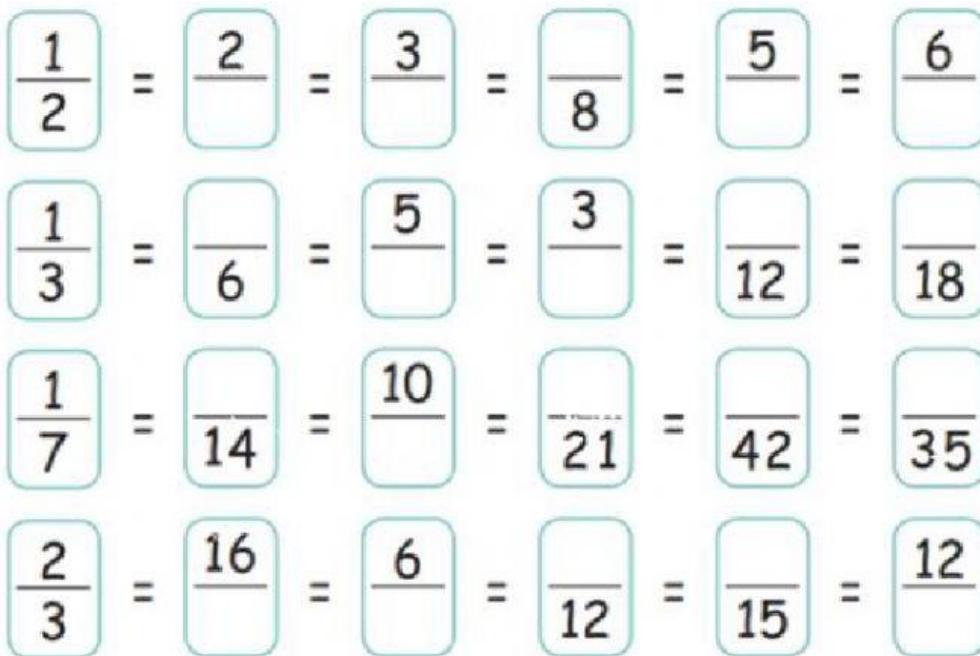 1/2 = 2/ = 3/ = /8 = 5/ = 6/
1/3 = /6 = 5/ = 3/ = /12 = /18
1/7 = /14 = 10/ = /21 = /42 = /35
2/3 = 16/ = 6/ = /12 = /15 = 12/